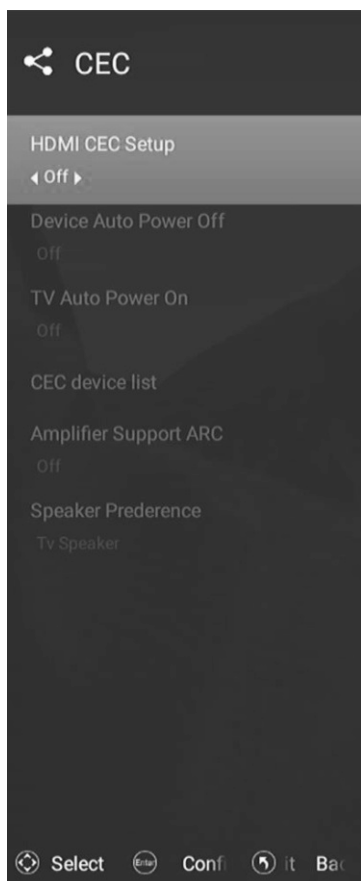 CEC
HDMI CEC Setup
Off
Device Auto Power Off
Off
TV Auto Power On
Off
CEC device list
Amplifier Support ARC
Off
Speaker Prederence
Tv Speaker
Select Enter Confi it Bac